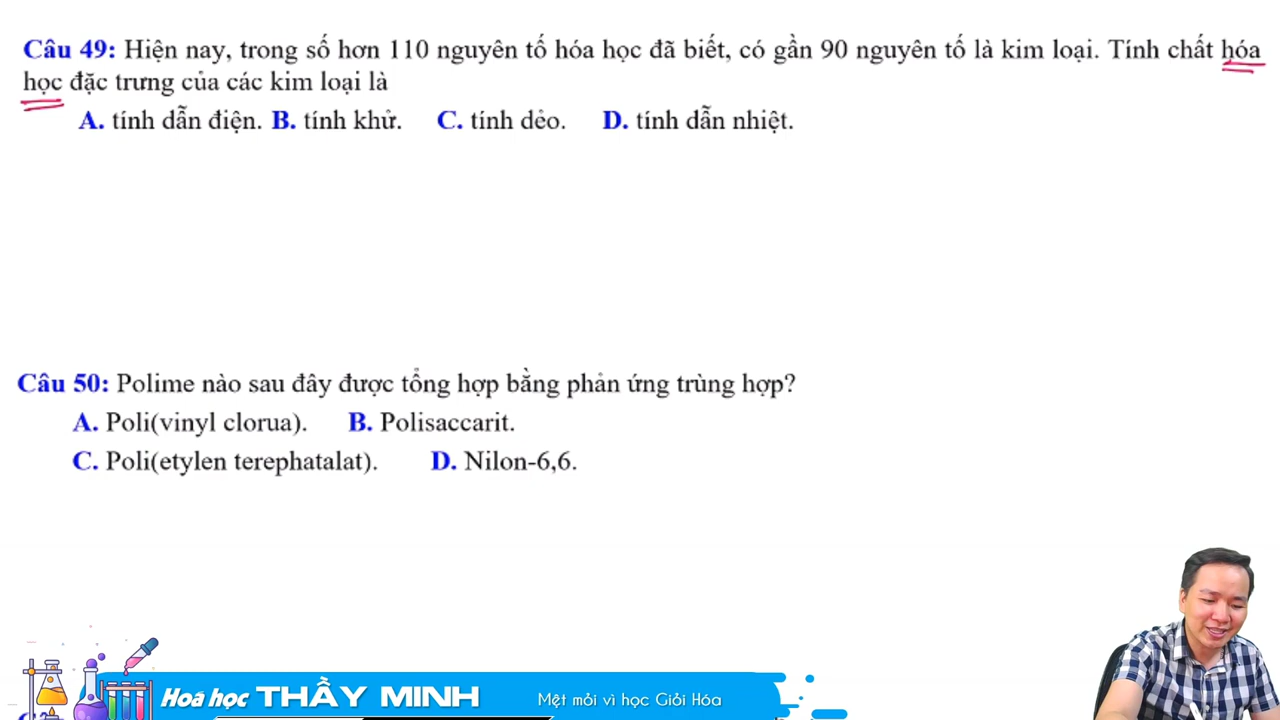 Câu 49: Hiện nay, trong số hơn 110 nguyên tố hóa học đã biết, có gần 90 nguyên tố là kim loại. Tính chất hóa
học đặc trưng của các kim loại là
A. tính dẫn điện. B. tính khử. C. tính dẻo. D. tính dẫn nhiệt.
Câu 50: Polime nào sau đây được tổng hợp bằng phản ứng trùng hợp?
A. Poli(vinyl clorua). B. Polisaccarit.
C. Poli(etylen terephatalat). D. Nilon-6,6.
Hoá học THẦY MINH Mệt mỏi vì học Giỏi Hóa